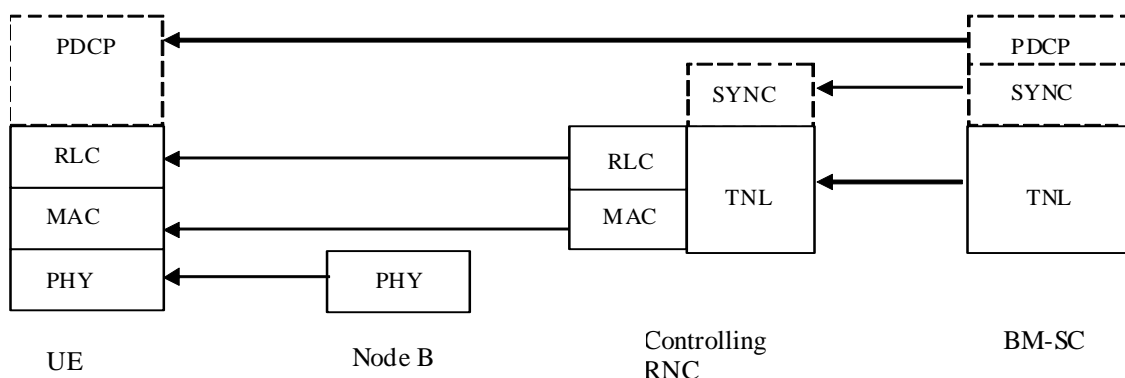 PDCP
PDCP
SYNC
SYNC
RLC
RLC
TNL
TNL
MAC
MAC
PHY
PHY
UE
Node B
Controlling
RNC
BM-SC